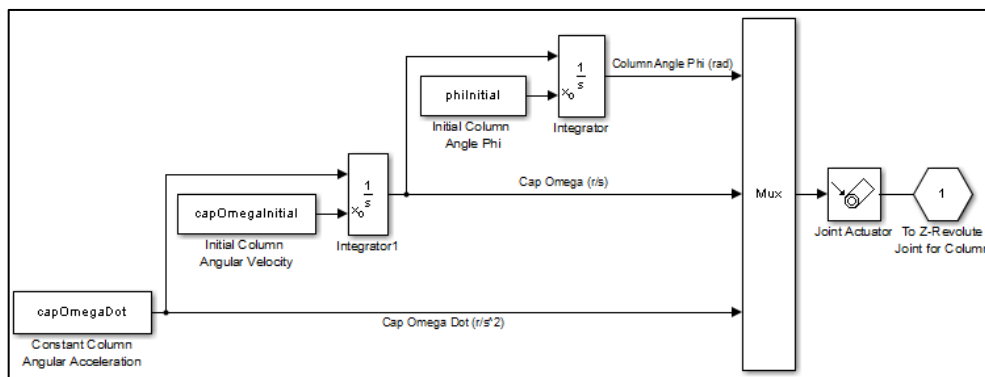 1
s
x₀
Integrator
ColumnAngle Phi (rad)
phiInitial
Initial Column
Angle Phi
1
s
x₀
Integrator1
Cap Omega (r/s)
capOmegaInitial
Initial Column
Angular Velocity
capOmegaDot
Constant Column
Angular Acceleration
Cap Omega Dot (r/s^2)
Mux
Joint Actuator
1
To Z-Revolute
Joint for Column